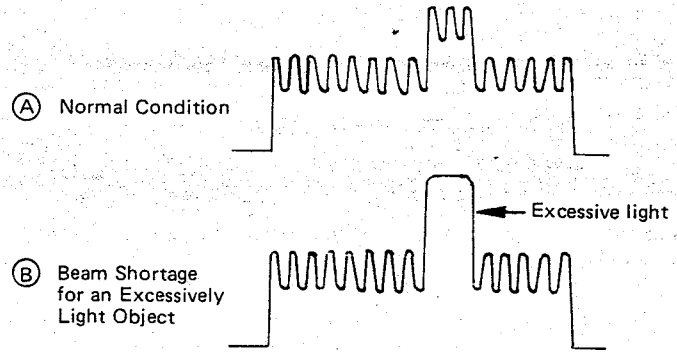 Ⓐ Normal Condition
Excessive light
Ⓑ Beam Shortage
for an Excessively
Light Object